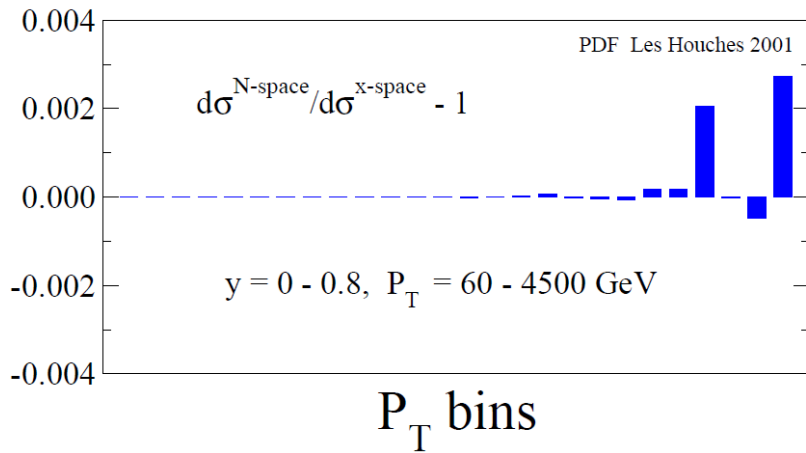 0.004
PDF Les Houches 2001
dσ^N-space/dσ^x-space - 1
0.002
0.000
-0.002
y = 0 - 0.8, P_T = 60 - 4500 GeV
-0.004
P_T bins